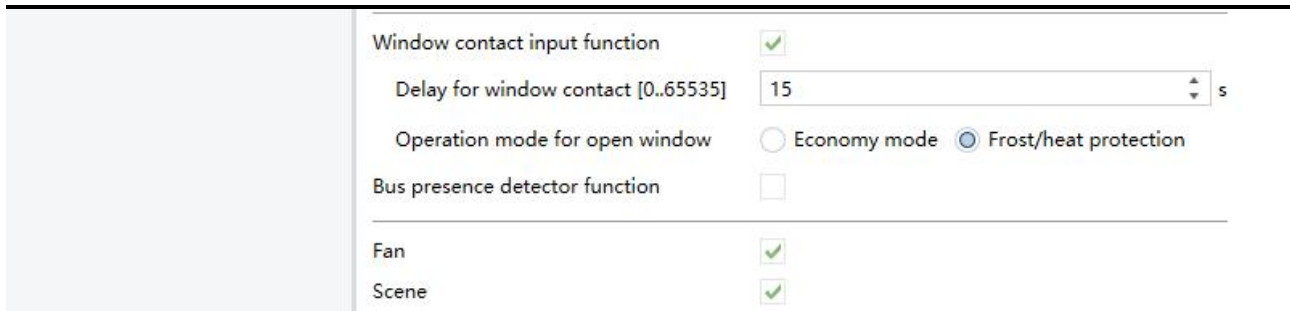 Window contact input function
Delay for window contact [0..65535] 15 s
Operation mode for open window Economy mode Frost/heat protection
Bus presence detector function
Fan
Scene